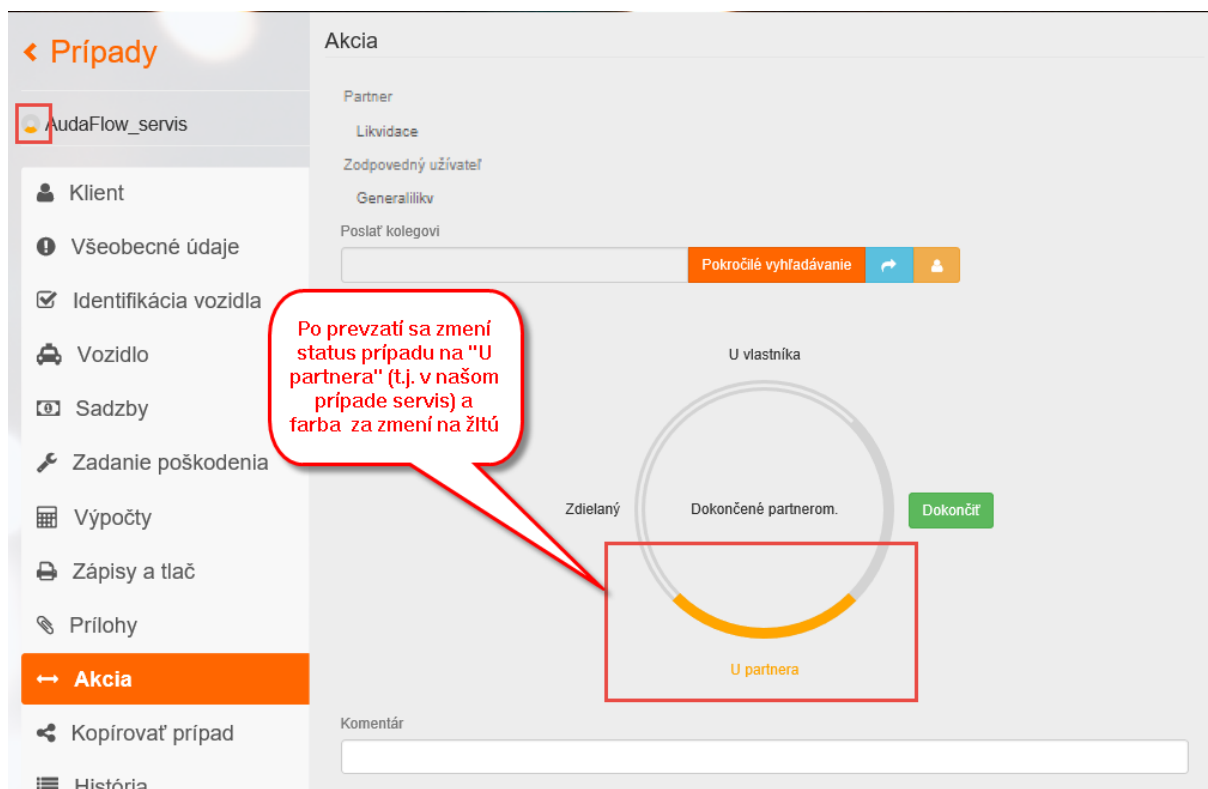 Prípady
AudaFlow_servis
Klient
Všeobecné údaje
Identifikácia vozidla
Vozidlo
Sadzby
Zadanie poškodenia
Výpočty
Zápisy a tlač
Prílohy
Akcia
Kopírovať prípad
História
Akcia
Partner
Likvidace
Zodpovedný užívateľ
Generalilikv
Poslať kolegovi
Pokročilé vyhľadávanie
Po prevzatí sa zmení
status prípadu na "U
partnera" (t.j. v našom
prípade servis) a
farba za zmení na žltú
U vlastníka
Zdielaný
Dokončené partnerom.
Dokončiť
U partnera
Komentár